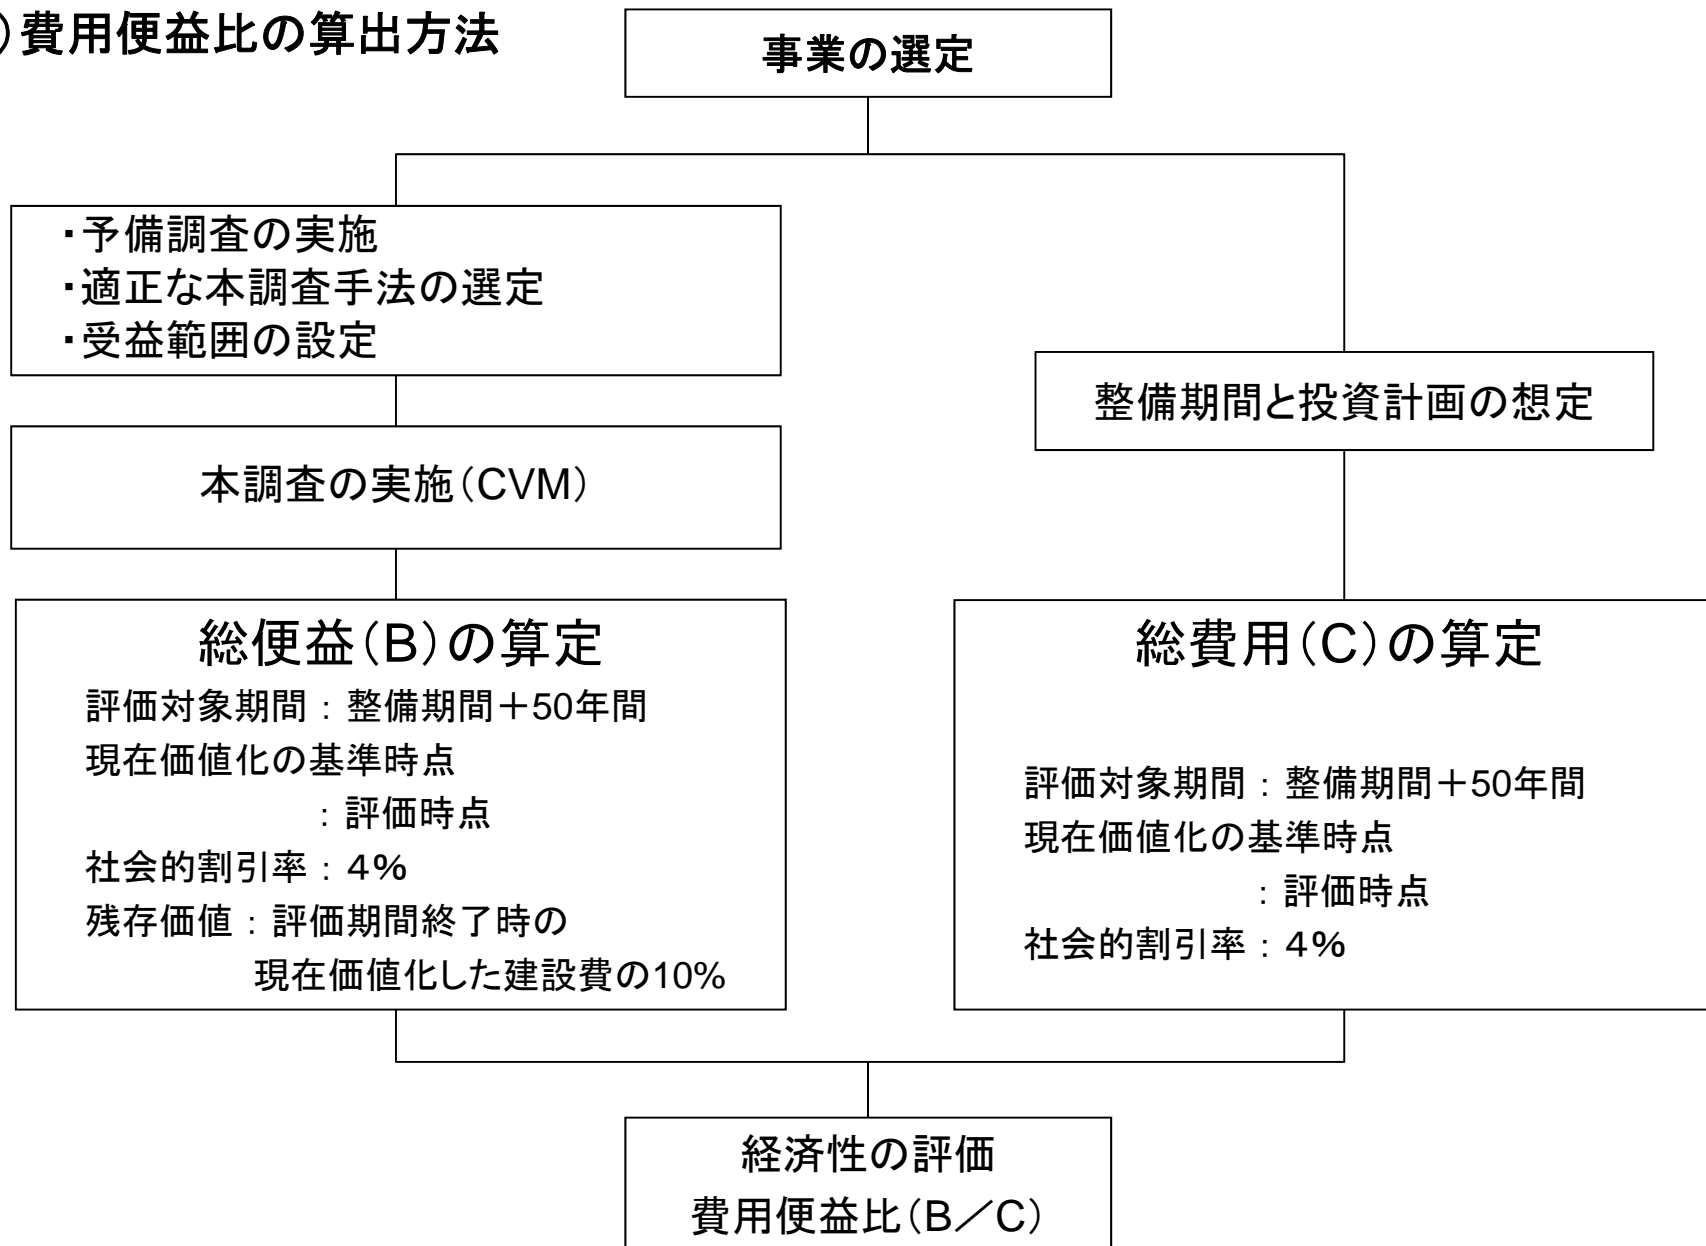 )費用便益比の算出方法
事業の選定
・予備調査の実施
・適正な本調査手法の選定
・受益範囲の設定
整備期間と投資計画の想定
本調査の実施(CVM)
総便益(B)の算定
評価対象期間：整備期間＋50年間
現在価値化の基準時点
：評価時点
社会的割引率：４%
残存価値：評価期間終了時の
現在価値化した建設費の10%
総費用(C)の算定
評価対象期間：整備期間＋50年間
現在価値化の基準時点
：評価時点
社会的割引率：４%
経済性の評価
費用便益比(B／C)